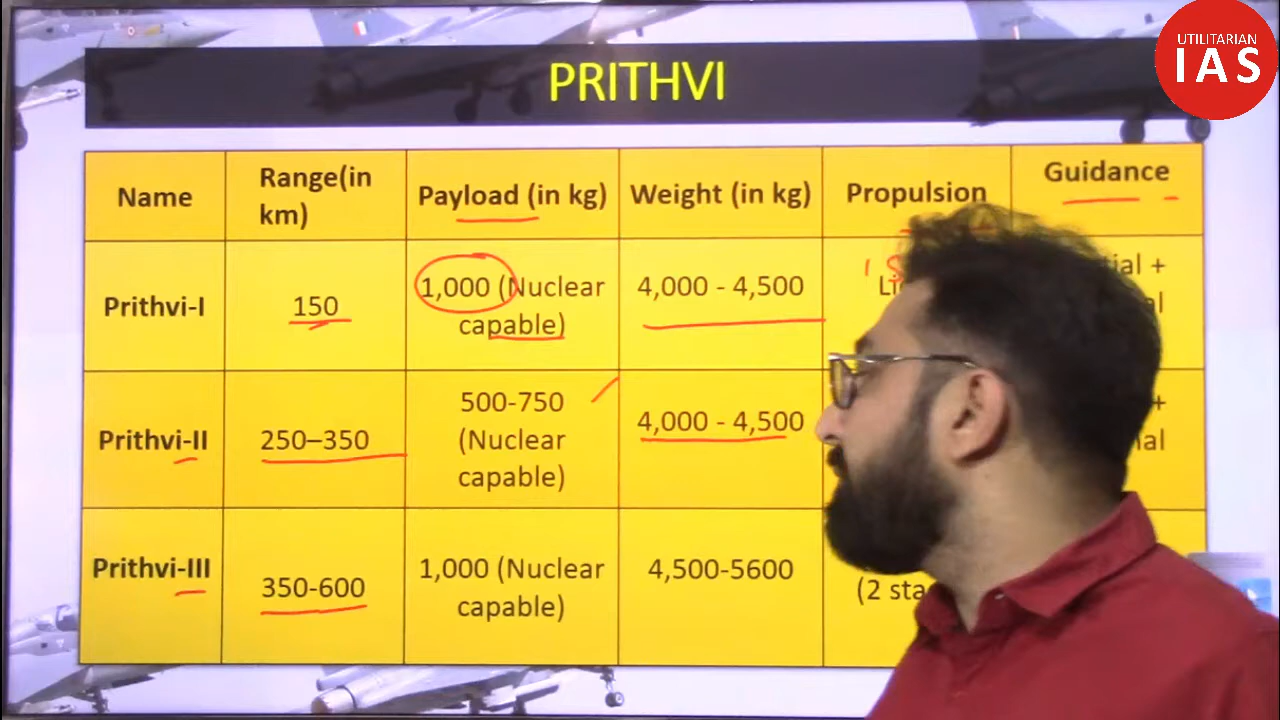 UTILITARIAN
IAS
PRITHVI
Name
Range(in
km)
Payload (in kg)
Weight (in kg)
Propulsion
Guidance
Prithvi-I
150
1,000 (Nuclear
capable)
4,000 - 4,500
Prithvi-II
250–350
500-750
(Nuclear
capable)
4,000 - 4,500
Prithvi-III
350-600
1,000 (Nuclear
capable)
4,500-5600
(2